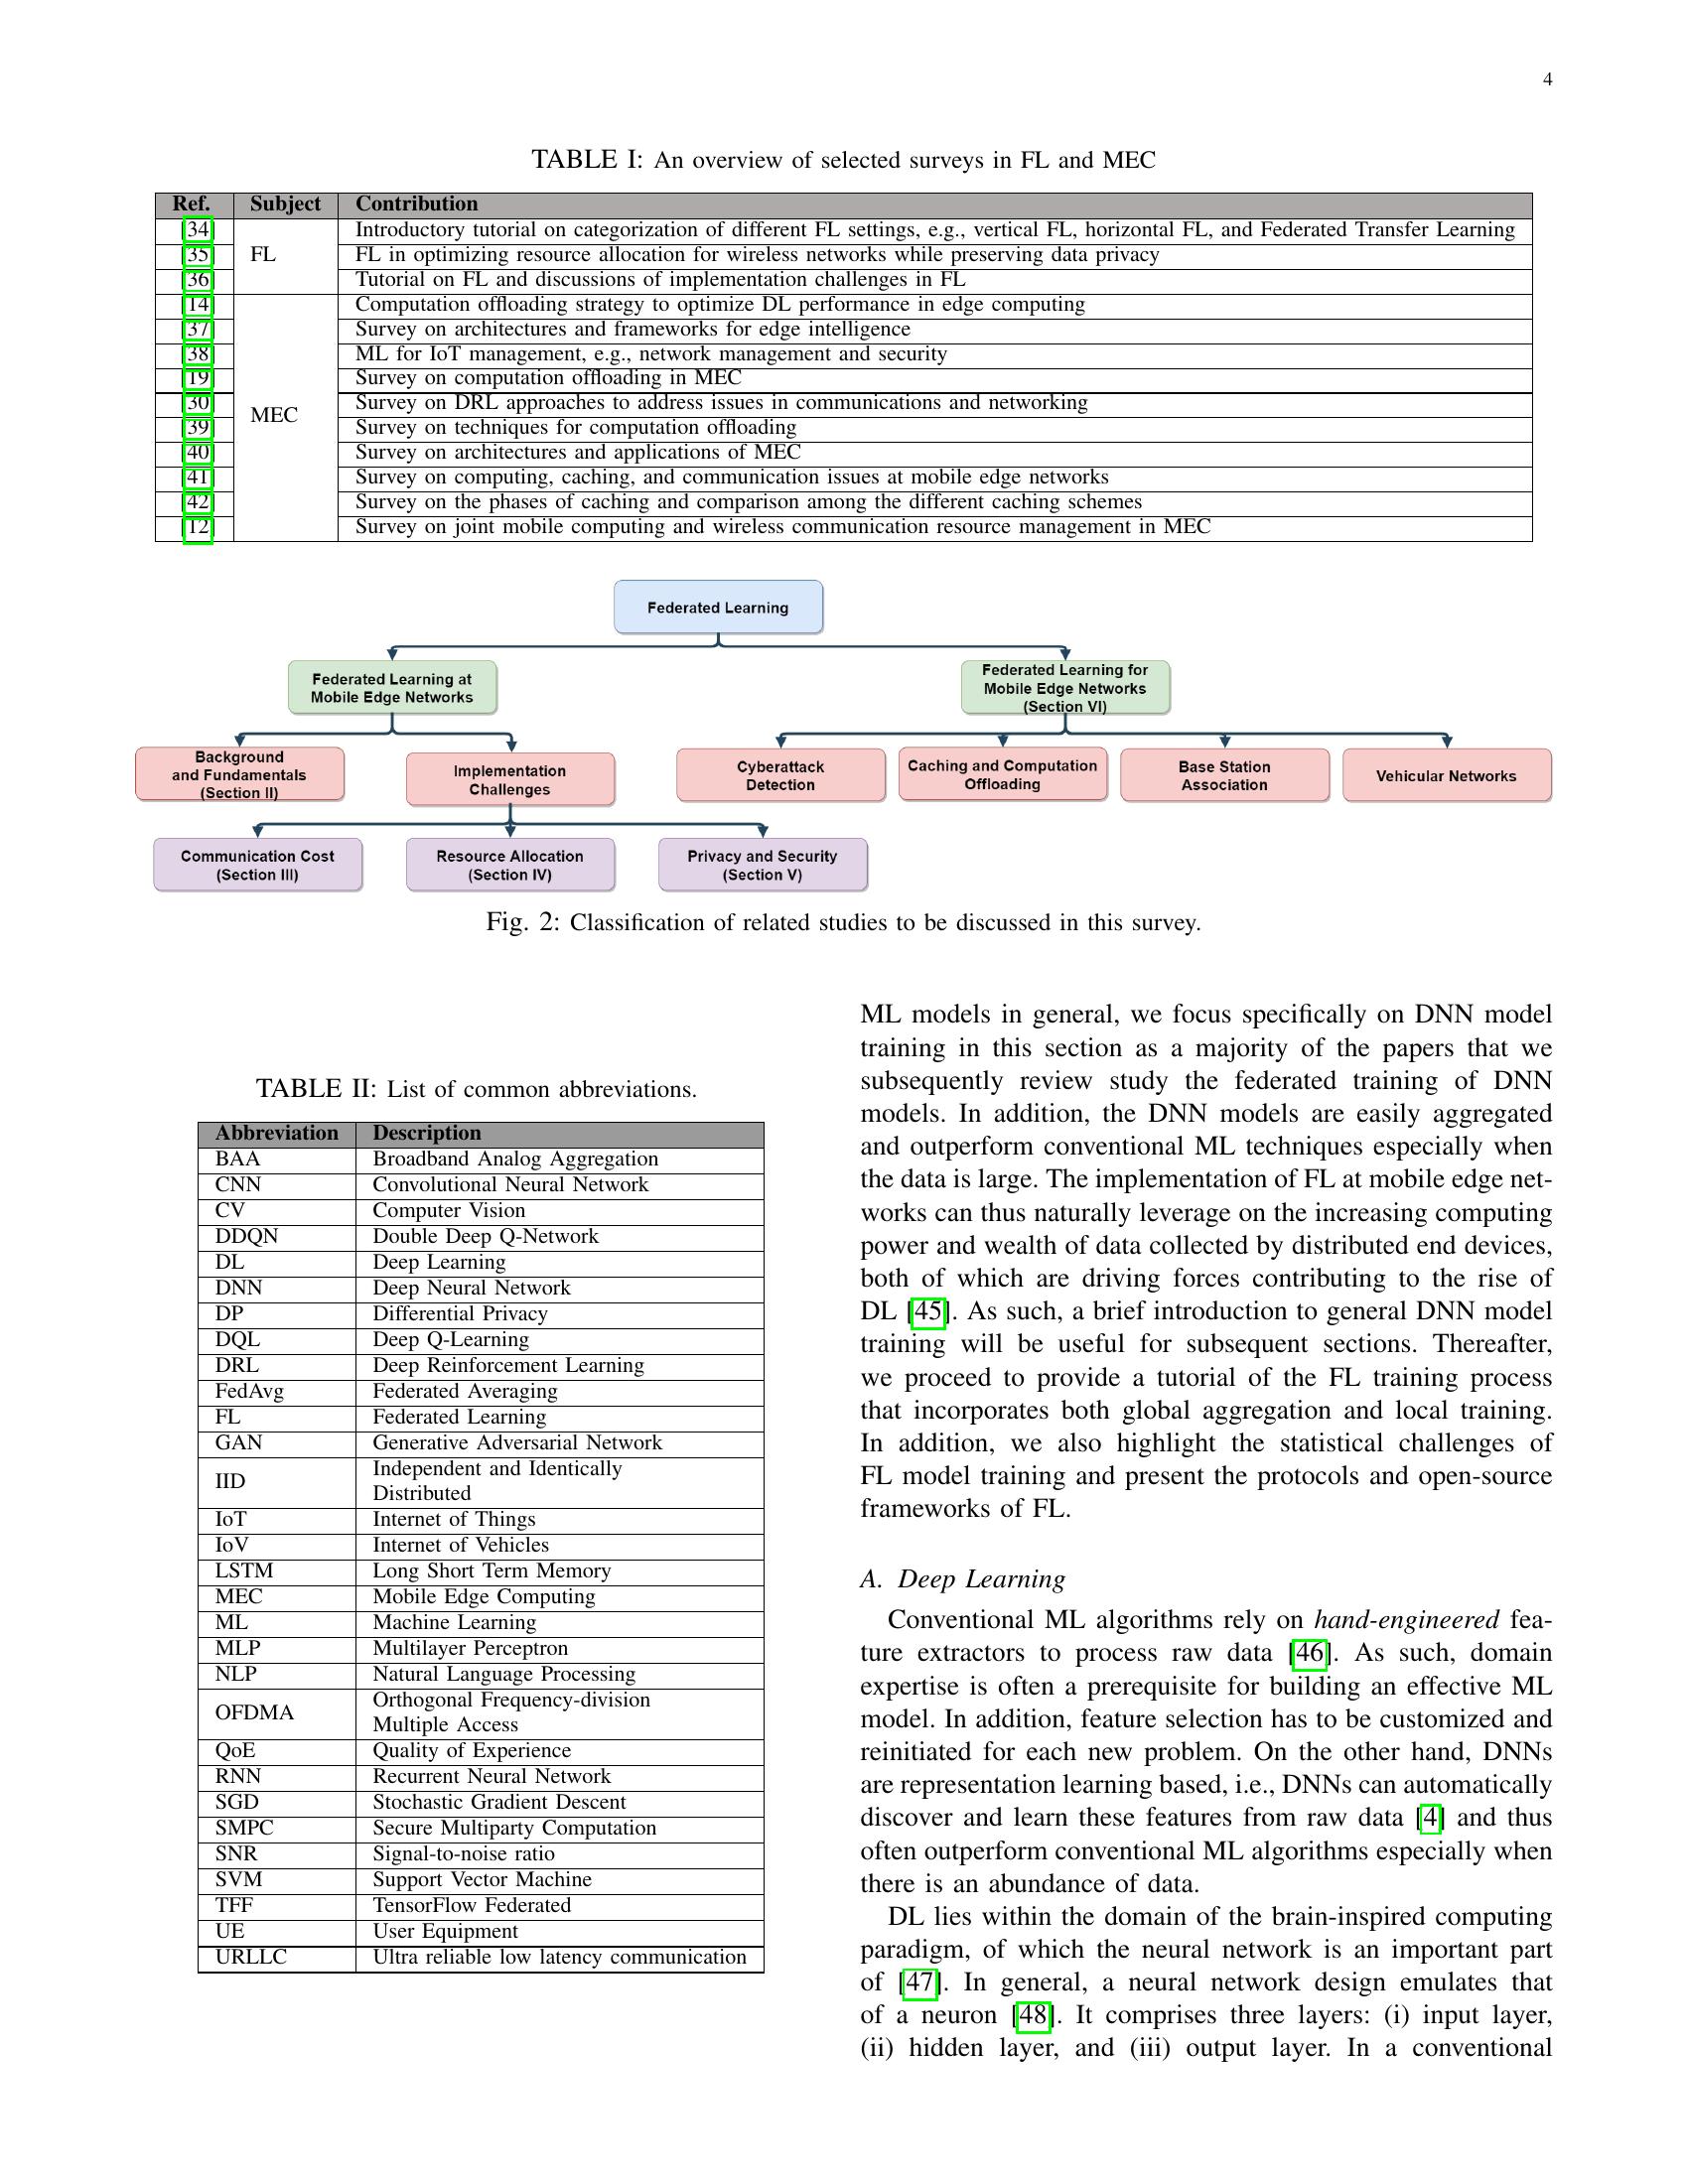 4
TABLE I: An overview of selected surveys in FL and MEC
Ref. Subject Contribution
[34] Introductory tutorial on categorization of different FL settings, e.g., vertical FL, horizontal FL, and Federated Transfer Learning
[35] FL FL in optimizing resource allocation for wireless networks while preserving data privacy
[36] Tutorial on FL and discussions of implementation challenges in FL
[14] Computation offloading strategy to optimize DL performance in edge computing
[37] Survey on architectures and frameworks for edge intelligence
[38] ML for IoT management, e.g., network management and security
[19] Survey on computation offloading in MEC
[30] Survey on DRL approaches to address issues in communications and networking
MEC
[39] Survey on techniques for computation offloading
[40] Survey on architectures and applications of MEC
[41] Survey on computing, caching, and communication issues at mobile edge networks
[42] Survey on the phases of caching and comparison among the different caching schemes
[12] Survey on joint mobile computing and wireless communication resource management in MEC
Federated Learning
Federated Learning at
Mobile Edge Networks
Federated Learning for
Mobile Edge Networks
(Section VI)
Background
and Fundamentals
(Section II)
Implementation
Challenges
Cyberattack
Detection
Caching and Computation
Offloading
Base Station
Association
Vehicular Networks
Communication Cost
(Section III)
Resource Allocation
(Section IV)
Privacy and Security
(Section V)
Fig. 2: Classification of related studies to be discussed in this survey.
TABLE II: List of common abbreviations.
Abbreviation Description
BAA Broadband Analog Aggregation
CNN Convolutional Neural Network
CV Computer Vision
DDQN Double Deep Q-Network
DL Deep Learning
DNN Deep Neural Network
DP Differential Privacy
DQL Deep Q-Learning
DRL Deep Reinforcement Learning
FedAvg Federated Averaging
FL Federated Learning
GAN Generative Adversarial Network
IID Independent and Identically
Distributed
IoT Internet of Things
IoV Internet of Vehicles
LSTM Long Short Term Memory
MEC Mobile Edge Computing
ML Machine Learning
MLP Multilayer Perceptron
NLP Natural Language Processing
OFDMA Orthogonal Frequency-division
Multiple Access
QoE Quality of Experience
RNN Recurrent Neural Network
SGD Stochastic Gradient Descent
SMPC Secure Multiparty Computation
SNR Signal-to-noise ratio
SVM Support Vector Machine
TFF TensorFlow Federated
UE User Equipment
URLLC Ultra reliable low latency communication
ML models in general, we focus specifically on DNN model
training in this section as a majority of the papers that we
subsequently review study the federated training of DNN
models. In addition, the DNN models are easily aggregated
and outperform conventional ML techniques especially when
the data is large. The implementation of FL at mobile edge net-
works can thus naturally leverage on the increasing computing
power and wealth of data collected by distributed end devices,
both of which are driving forces contributing to the rise of
DL [45]. As such, a brief introduction to general DNN model
training will be useful for subsequent sections. Thereafter,
we proceed to provide a tutorial of the FL training process
that incorporates both global aggregation and local training.
In addition, we also highlight the statistical challenges of
FL model training and present the protocols and open-source
frameworks of FL.
A. Deep Learning
Conventional ML algorithms rely on hand-engineered fea-
ture extractors to process raw data [46]. As such, domain
expertise is often a prerequisite for building an effective ML
model. In addition, feature selection has to be customized and
reinitiated for each new problem. On the other hand, DNNs
are representation learning based, i.e., DNNs can automatically
discover and learn these features from raw data [4] and thus
often outperform conventional ML algorithms especially when
there is an abundance of data.
DL lies within the domain of the brain-inspired computing
paradigm, of which the neural network is an important part
of [47]. In general, a neural network design emulates that
of a neuron [48]. It comprises three layers: (i) input layer,
(ii) hidden layer, and (iii) output layer. In a conventional